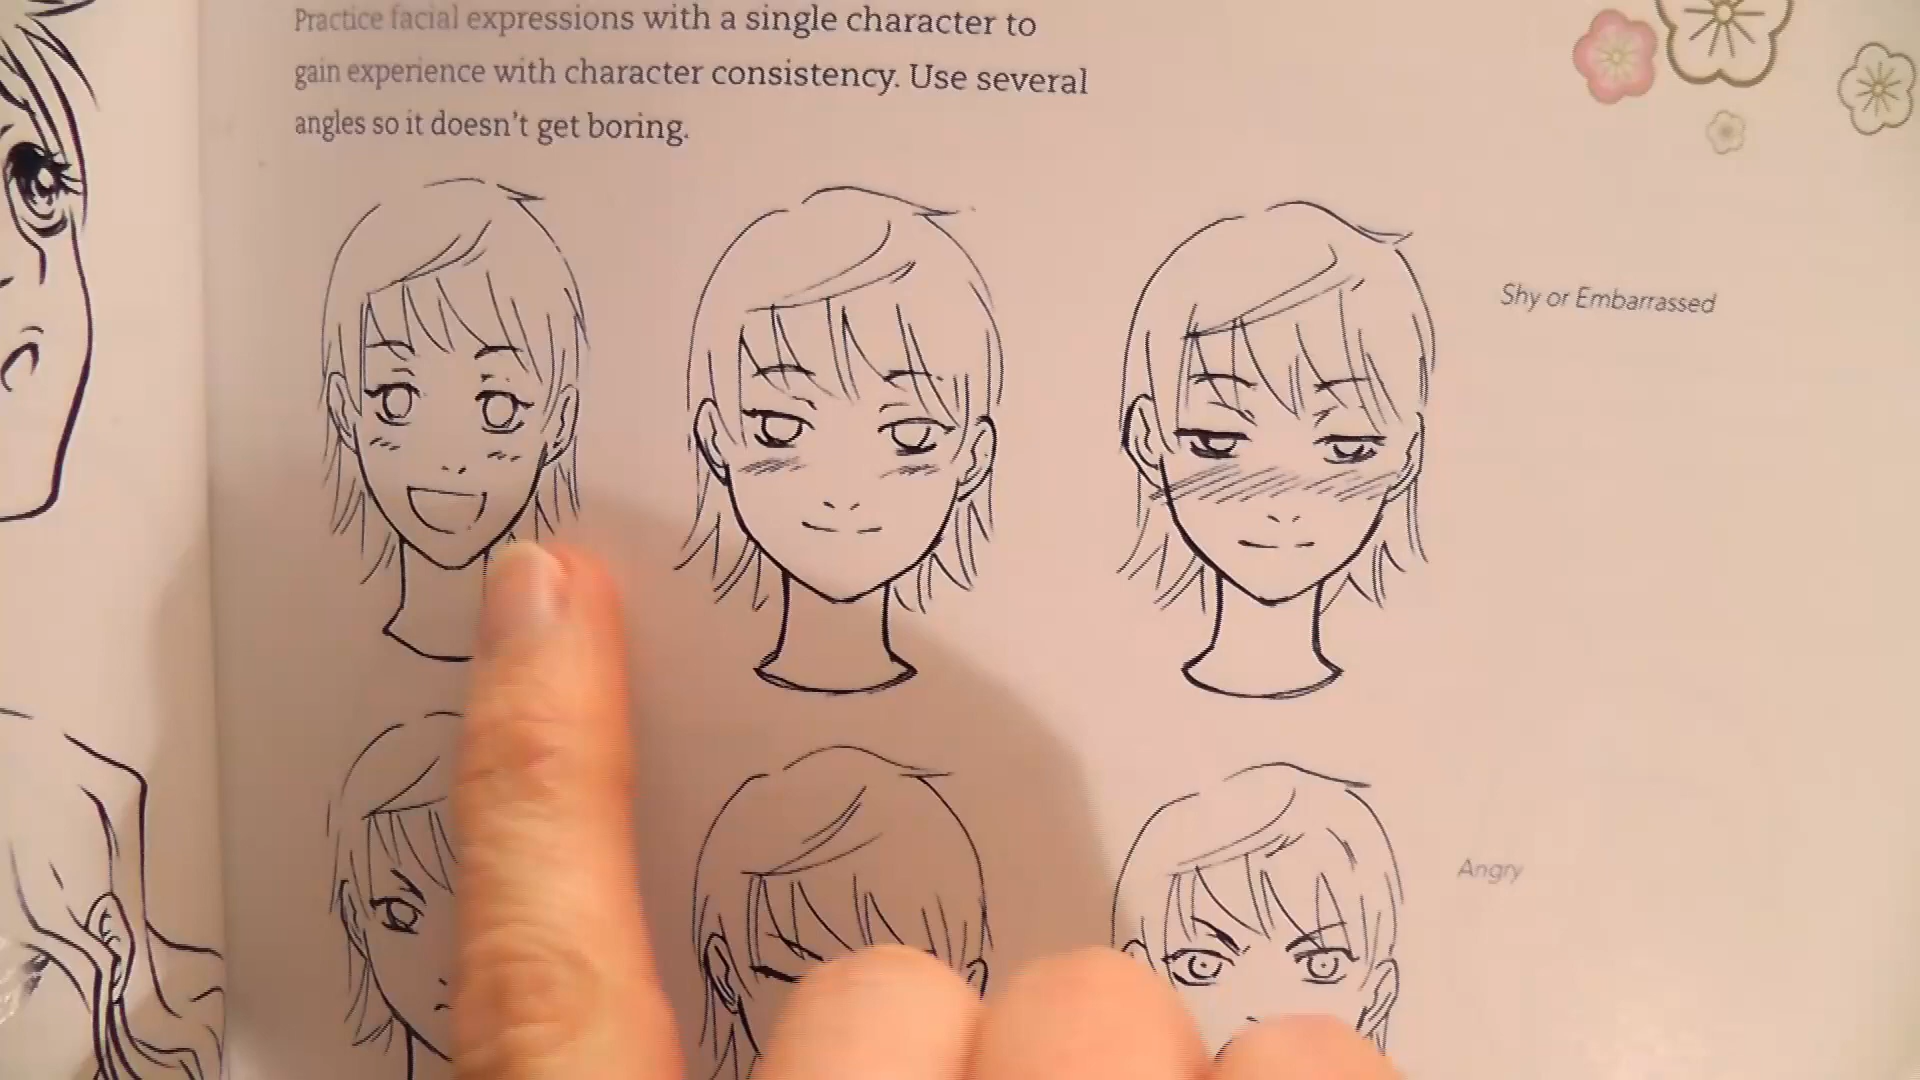 Practice facial expressions with a single character to
gain experience with character consistency. Use several
angles so it doesn't get boring.
Shy or Embarrassed
Angry